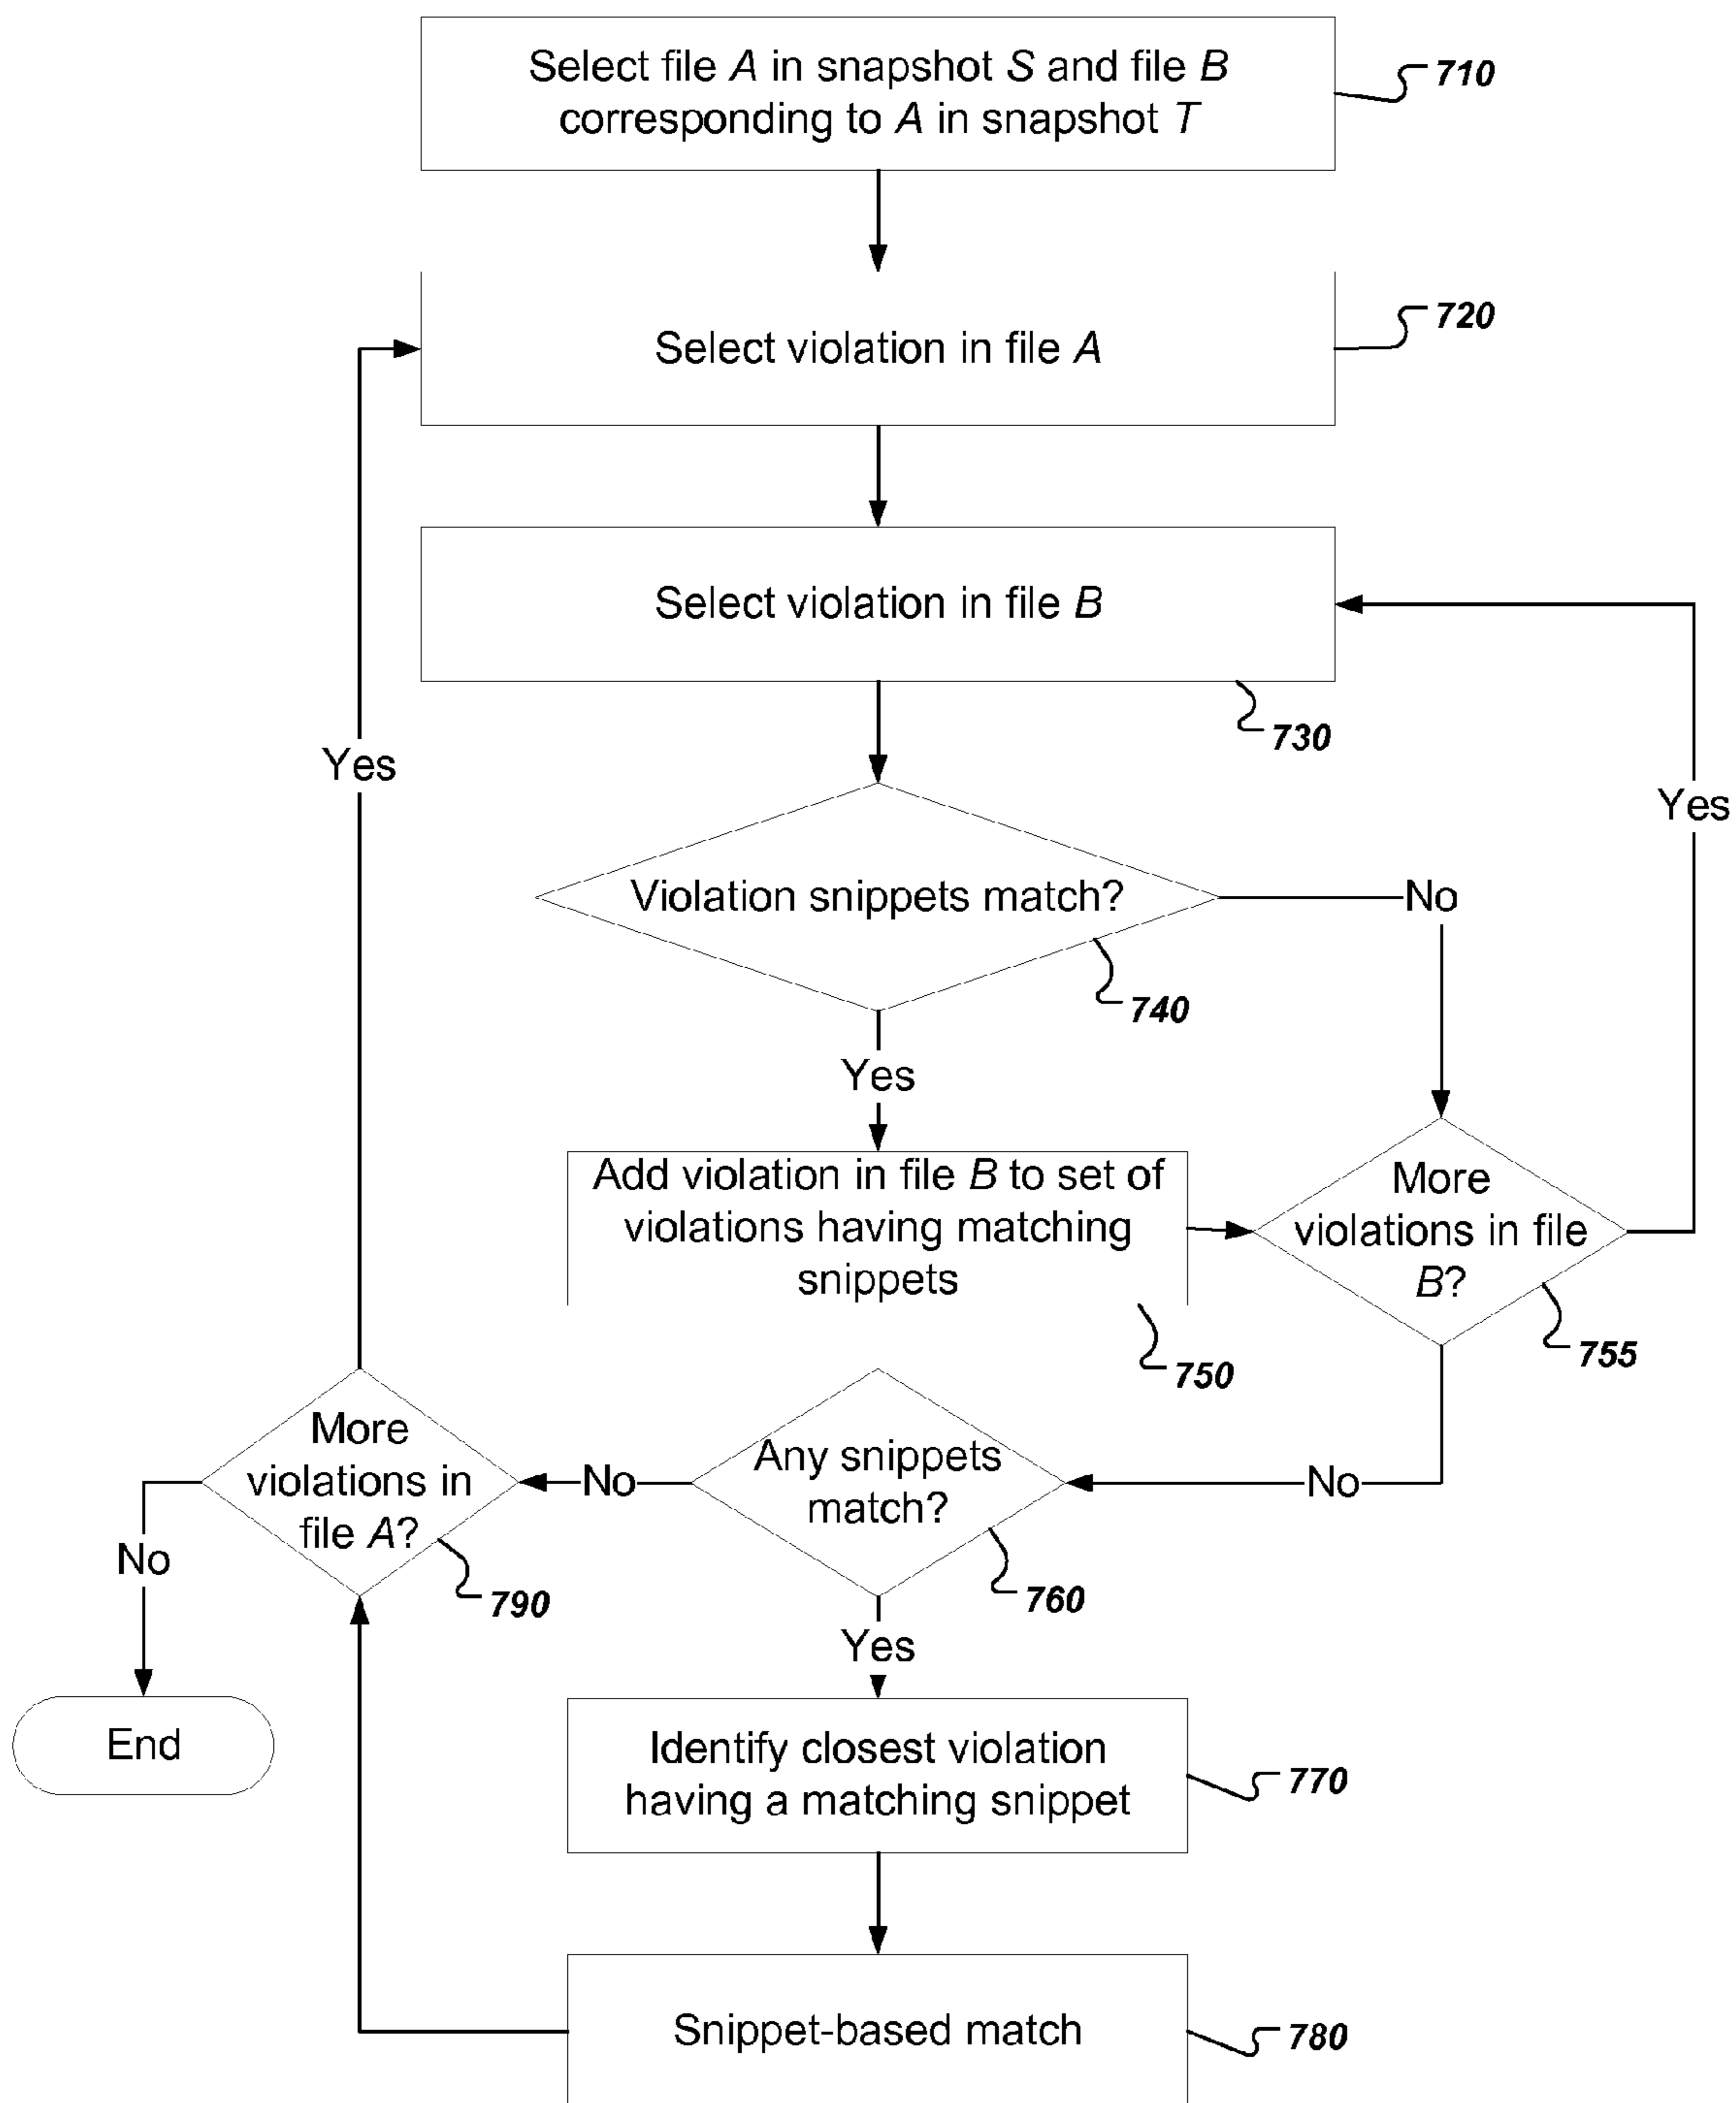 Select file A in snapshot S and file B
corresponding to A in snapshot T
710
Select violation in file A
720
Select violation in file B
730
Yes
Yes
Violation snippets match?
No
740
Yes
Add violation in file B to set of
violations having matching
snippets
750
More
violations in file
B?
755
More
violations in
file A?
790
No
Any snippets
match?
760
No
No
Yes
End
Identify closest violation
having a matching snippet
770
Snippet-based match
780